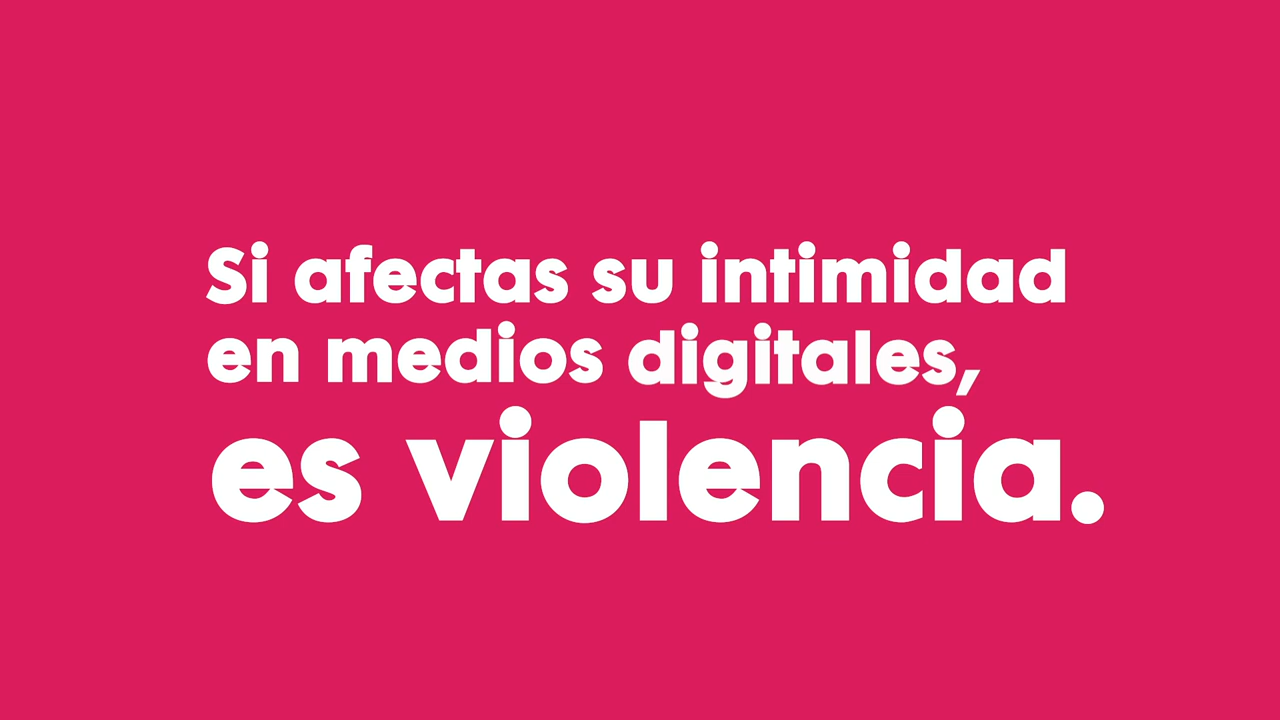 Si afectas su intimidad
en medios digitales,
es violencia.